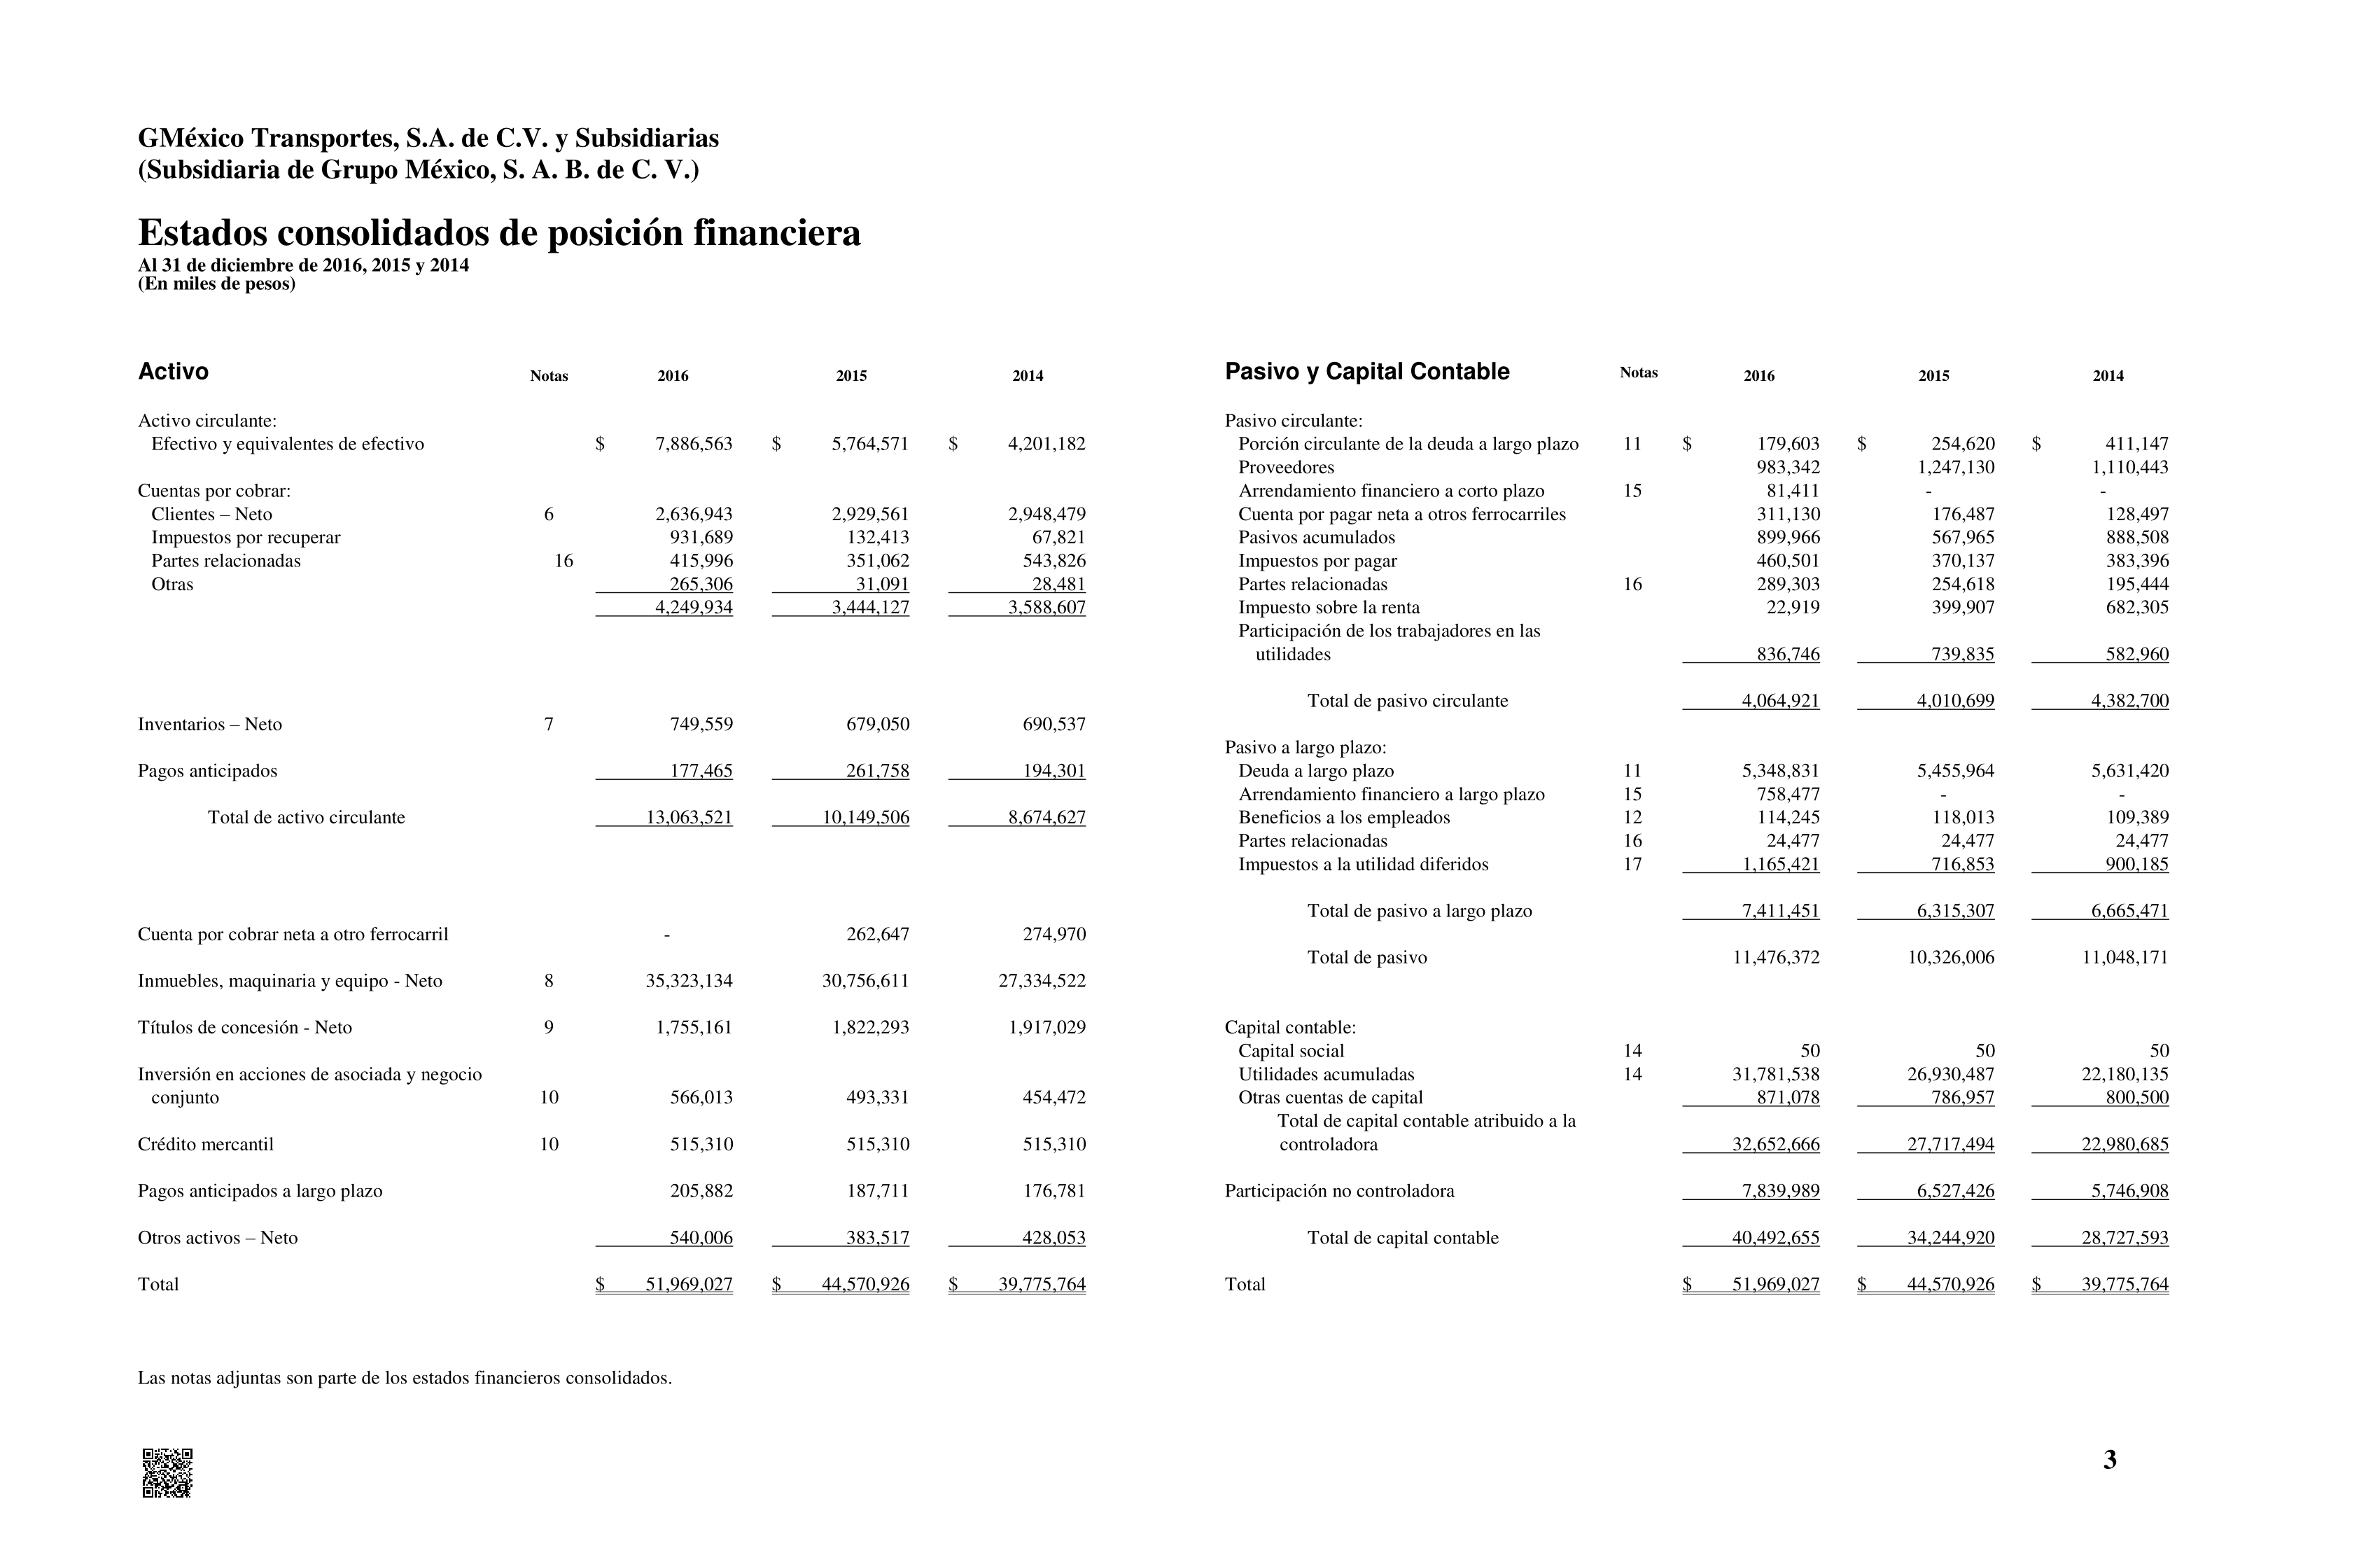 GMéxico Transportes, S.A. de C.V. y Subsidiarias
(Subsidiaria de Grupo México, S. A. B. de C. V.)
Estados consolidados de posición financiera
Al 31 de diciembre de 2016, 2015 y 2014
(En miles de pesos)
Activo Notas 2016 2015 2014
Activo circulante:
Efectivo y equivalentes de efectivo $ 7,886,563 $ 5,764,571 $ 4,201,182
Cuentas por cobrar:
Clientes – Neto 6 2,636,943 2,929,561 2,948,479
Impuestos por recuperar 931,689 132,413 67,821
Partes relacionadas 16 415,996 351,062 543,826
Otras 265,306 31,091 28,481
4,249,934 3,444,127 3,588,607
Inventarios – Neto 7 749,559 679,050 690,537
Pagos anticipados 177,465 261,758 194,301
Total de activo circulante 13,063,521 10,149,506 8,674,627
Cuenta por cobrar neta a otro ferrocarril - 262,647 274,970
Inmuebles, maquinaria y equipo - Neto 8 35,323,134 30,756,611 27,334,522
Títulos de concesión - Neto 9 1,755,161 1,822,293 1,917,029
Inversión en acciones de asociada y negocio
conjunto 10 566,013 493,331 454,472
Crédito mercantil 10 515,310 515,310 515,310
Pagos anticipados a largo plazo 205,882 187,711 176,781
Otros activos – Neto 540,006 383,517 428,053
Total $ 51,969,027 $ 44,570,926 $ 39,775,764
Pasivo y Capital Contable Notas 2016 2015 2014
Pasivo circulante:
Porción circulante de la deuda a largo plazo 11 $ 179,603 $ 254,620 $ 411,147
Proveedores 983,342 1,247,130 1,110,443
Arrendamiento financiero a corto plazo 15 81,411 - -
Cuenta por pagar neta a otros ferrocarriles 311,130 176,487 128,497
Pasivos acumulados 899,966 567,965 888,508
Impuestos por pagar 460,501 370,137 383,396
Partes relacionadas 16 289,303 254,618 195,444
Impuesto sobre la renta 22,919 399,907 682,305
Participación de los trabajadores en las
utilidades 836,746 739,835 582,960
Total de pasivo circulante 4,064,921 4,010,699 4,382,700
Pasivo a largo plazo:
Deuda a largo plazo 11 5,348,831 5,455,964 5,631,420
Arrendamiento financiero a largo plazo 15 758,477 - -
Beneficios a los empleados 12 114,245 118,013 109,389
Partes relacionadas 16 24,477 24,477 24,477
Impuestos a la utilidad diferidos 17 1,165,421 716,853 900,185
Total de pasivo a largo plazo 7,411,451 6,315,307 6,665,471
Total de pasivo 11,476,372 10,326,006 11,048,171
Capital contable:
Capital social 14 50 50 50
Utilidades acumuladas 14 31,781,538 26,930,487 22,180,135
Otras cuentas de capital 871,078 786,957 800,500
Total de capital contable atribuido a la
controladora 32,652,666 27,717,494 22,980,685
Participación no controladora 7,839,989 6,527,426 5,746,908
Total de capital contable 40,492,655 34,244,920 28,727,593
Total $ 51,969,027 $ 44,570,926 $ 39,775,764
Las notas adjuntas son parte de los estados financieros consolidados.
3